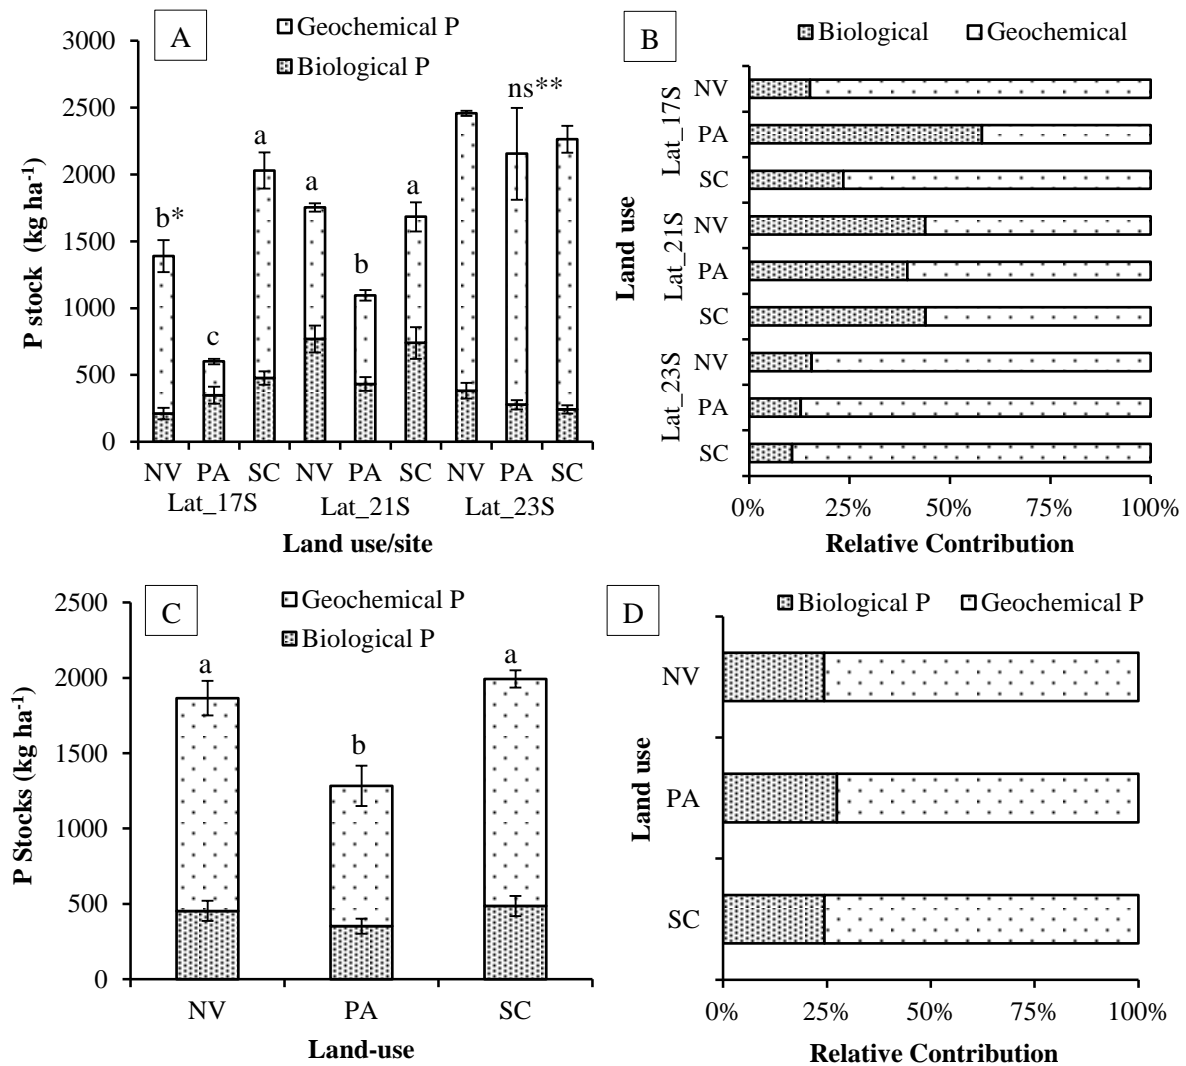 A
Geochemical P
Biological P
3000
2500
2000
1500
1000
500
0
P stock (kg ha-1)
b*
c
a
a
b
a
ns**
NV PA SC NV PA SC NV PA SC
Lat_17S Lat_21S Lat_23S
Land use/site
B
Biological Geochemical
Land use
Lat_17S
Lat_21S
Lat_23S
NV
PA
SC
NV
PA
SC
NV
PA
SC
0% 25% 50% 75% 100%
Relative Contribution
C
Geochemical P
Biological P
2500
2000
1500
1000
500
0
P Stocks (kg ha-1)
a
b
a
NV PA SC
Land-use
D
Biological P Geochemical P
Land use
NV
PA
SC
0% 25% 50% 75% 100%
Relative Contribution